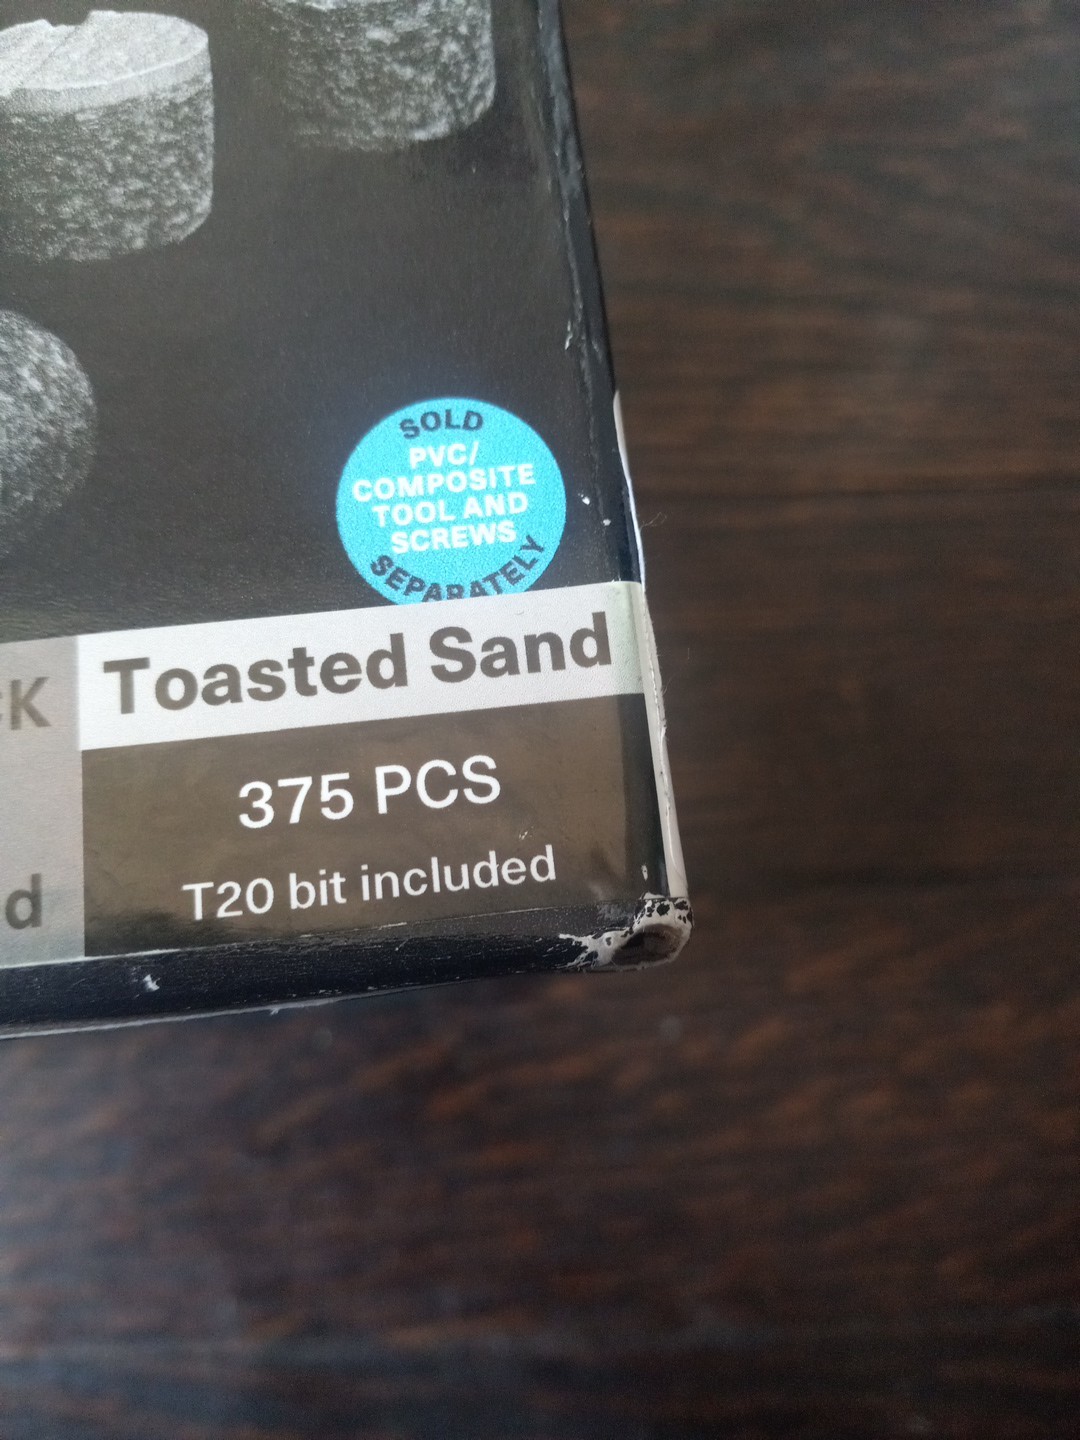 SOLD
PVC/
COMPOSITE
TOOL AND
SCREWS
SEPARATELY
Toasted Sand
375 PCS
T20 bit included